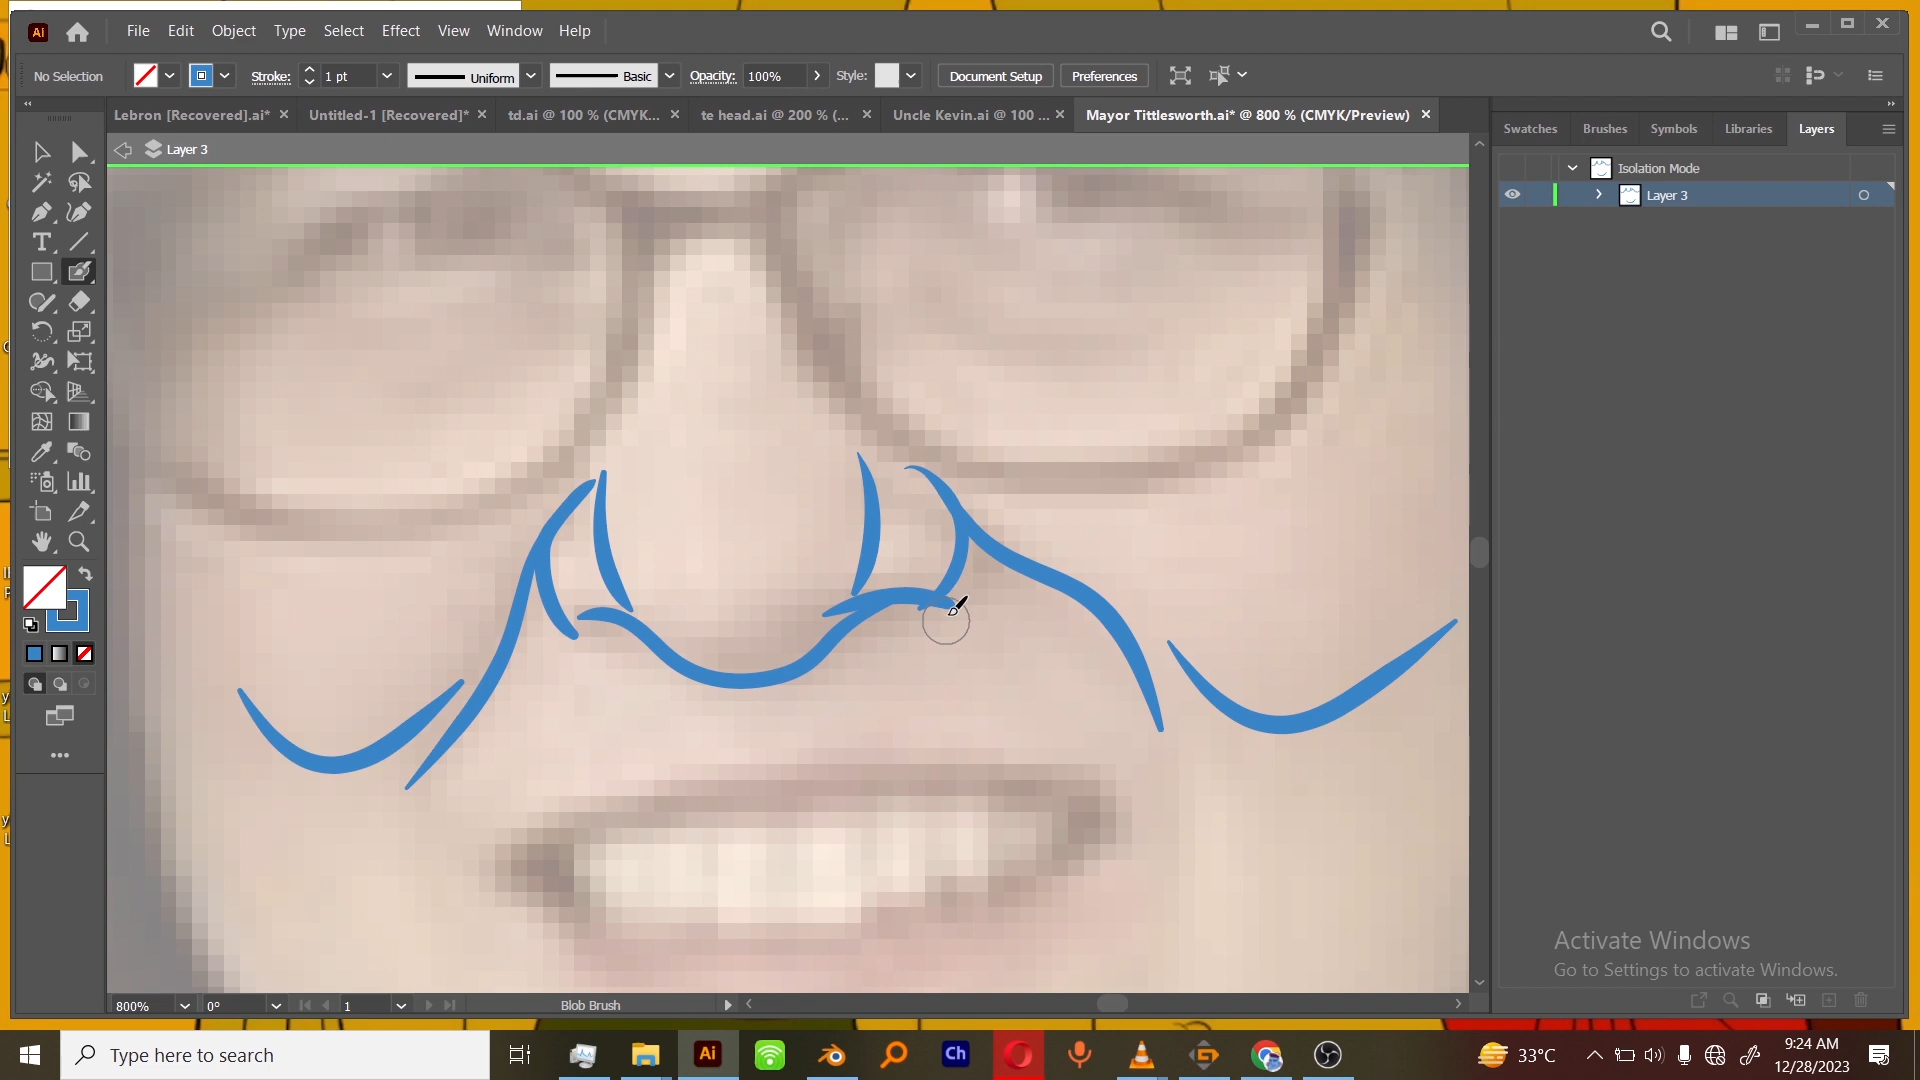 Ai File Edit Object Type Select Effect View Window Help
No Selection Stroke: 1 pt Uniform Basic Opacity: 100% Style: Document Setup Preferences
Lebron [Recovered].ai* Untitled-1 [Recovered]* td.ai @ 100 % (CMYK... te head.ai @ 200 % (... Uncle Kevin.ai @ 100 ... Mayor Tittlesworth.ai* @ 800 % (CMYK/Preview)
Swatches Brushes Symbols Libraries Layers
Layer 3
Isolation Mode
Layer 3
Activate Windows
Go to Settings to activate Windows.
800% 0° 1 Blob Brush
Type here to search
Ai
Ch
33°C
9:24 AM
12/28/2023